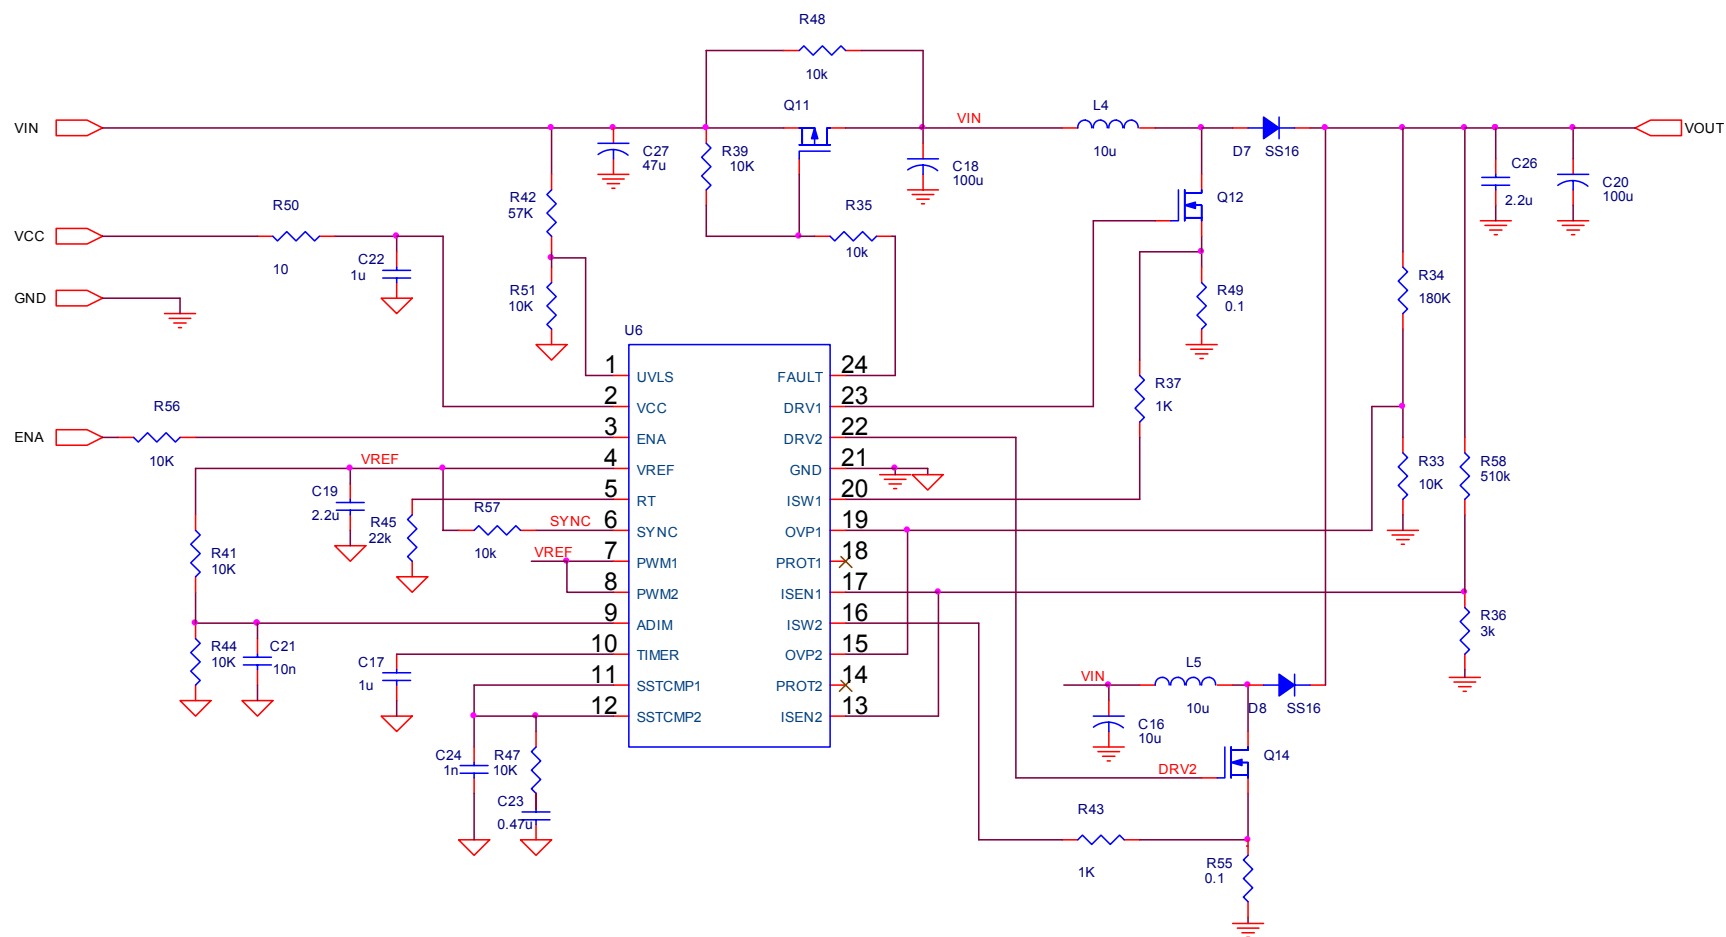 R48
10k
Q11
VIN
VIN
L4
10u
D7
SS16
VOUT
C27
47u
R39
10K
C18
100u
C26
2.2u
C20
100u
R42
57K
R35
10k
Q12
R50
10
VCC
C22
1u
R51
10K
GND
R34
180K
R49
0.1
U6
R37
1K
1
UVLS
2
VCC
3
ENA
4
VREF
5
RT
6
SYNC
7
PWM1
8
PWM2
9
ADIM
10
TIMER
11
SSTCMP1
12
SSTCMP2
24
FAULT
23
DRV1
22
DRV2
21
GND
20
ISW1
19
OVP1
18
PROT1
17
ISEN1
16
ISW2
15
OVP2
14
PROT2
13
ISEN2
R56
10K
ENA
VREF
C19
2.2u
R45
22k
R57
10k
SYNC
VREF
R41
10K
R44
10K
C21
10n
C17
1u
C24
1n
R47
10K
C23
0.47u
R33
10K
R58
510k
R36
3k
VIN
L5
10u
D8
SS16
C16
10u
Q14
DRV2
R43
1K
R55
0.1